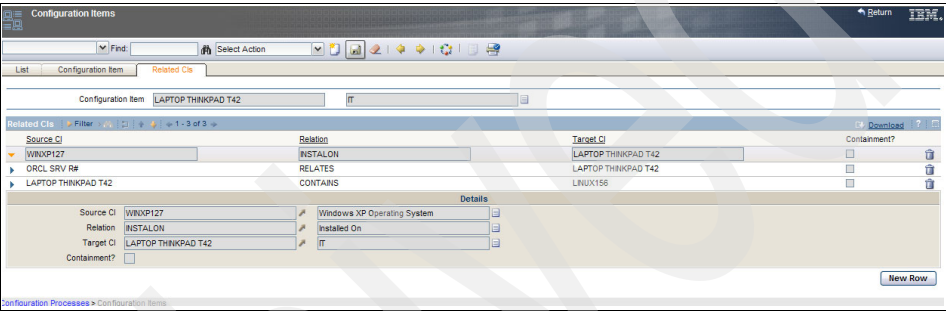 Configuration Items
Return
IBM.
Find:
Select Action
List
Configuration Item
Related CIs
Configuration Item
LAPTOP THINKPAD T42
IT
Related CIs
Filter
1 - 3 of 3
Download
?
Source CI
Relation
Target CI
Containment?
WINXP127
INSTALON
LAPTOP THINKPAD T42
ORCL SRV R#
RELATES
LAPTOP THINKPAD T42
LAPTOP THINKPAD T42
CONTAINS
LINUX156
Details
Source CI
WINXP127
Windows XP Operating System
Relation
INSTALON
Installed On
Target CI
LAPTOP THINKPAD T42
IT
Containment?
New Row
Configuration Processes > Configuration Items